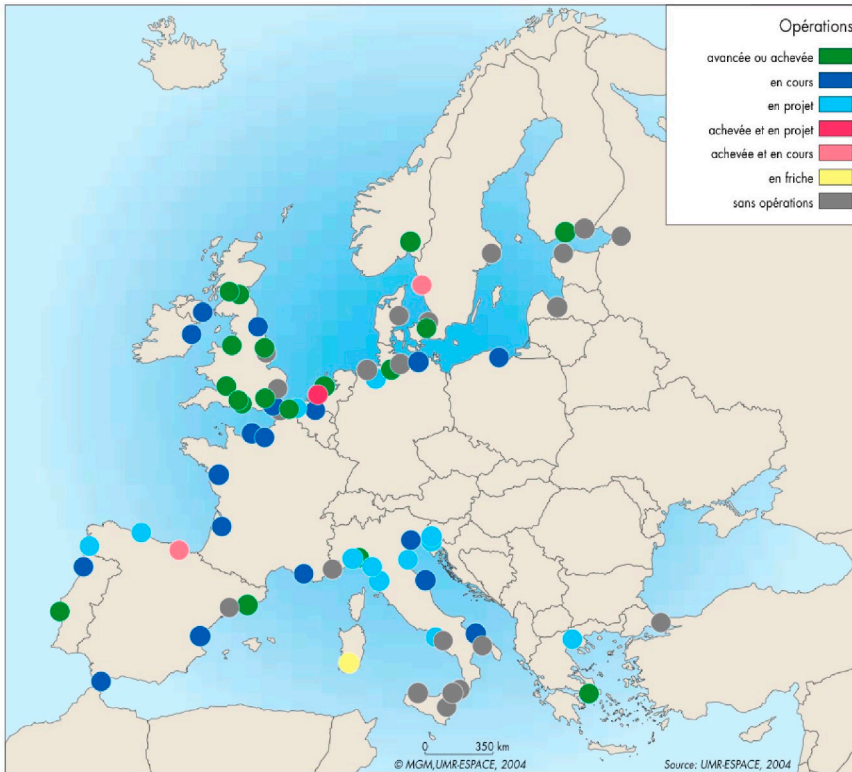 Opérations
avancée ou achevée
en cours
en projet
achevée et en projet
achevée et en cours
en friche
sans opérations
0 350 km
© MGM,UMR-ESPACE, 2004
Source: UMR-ESPACE, 2004